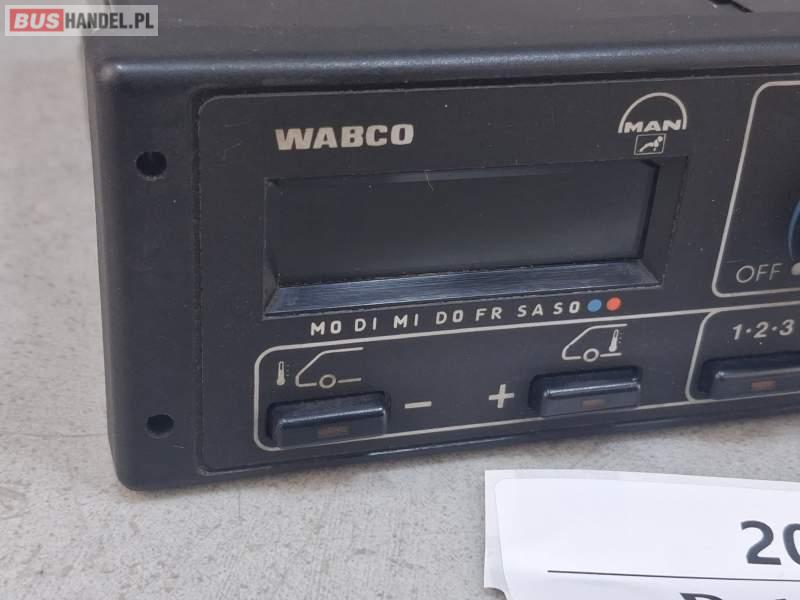 BUSHANDEL.PL
WABCO
MAN
OFF
MO DI MI DO FR SA SO
1·2·3
− +
20